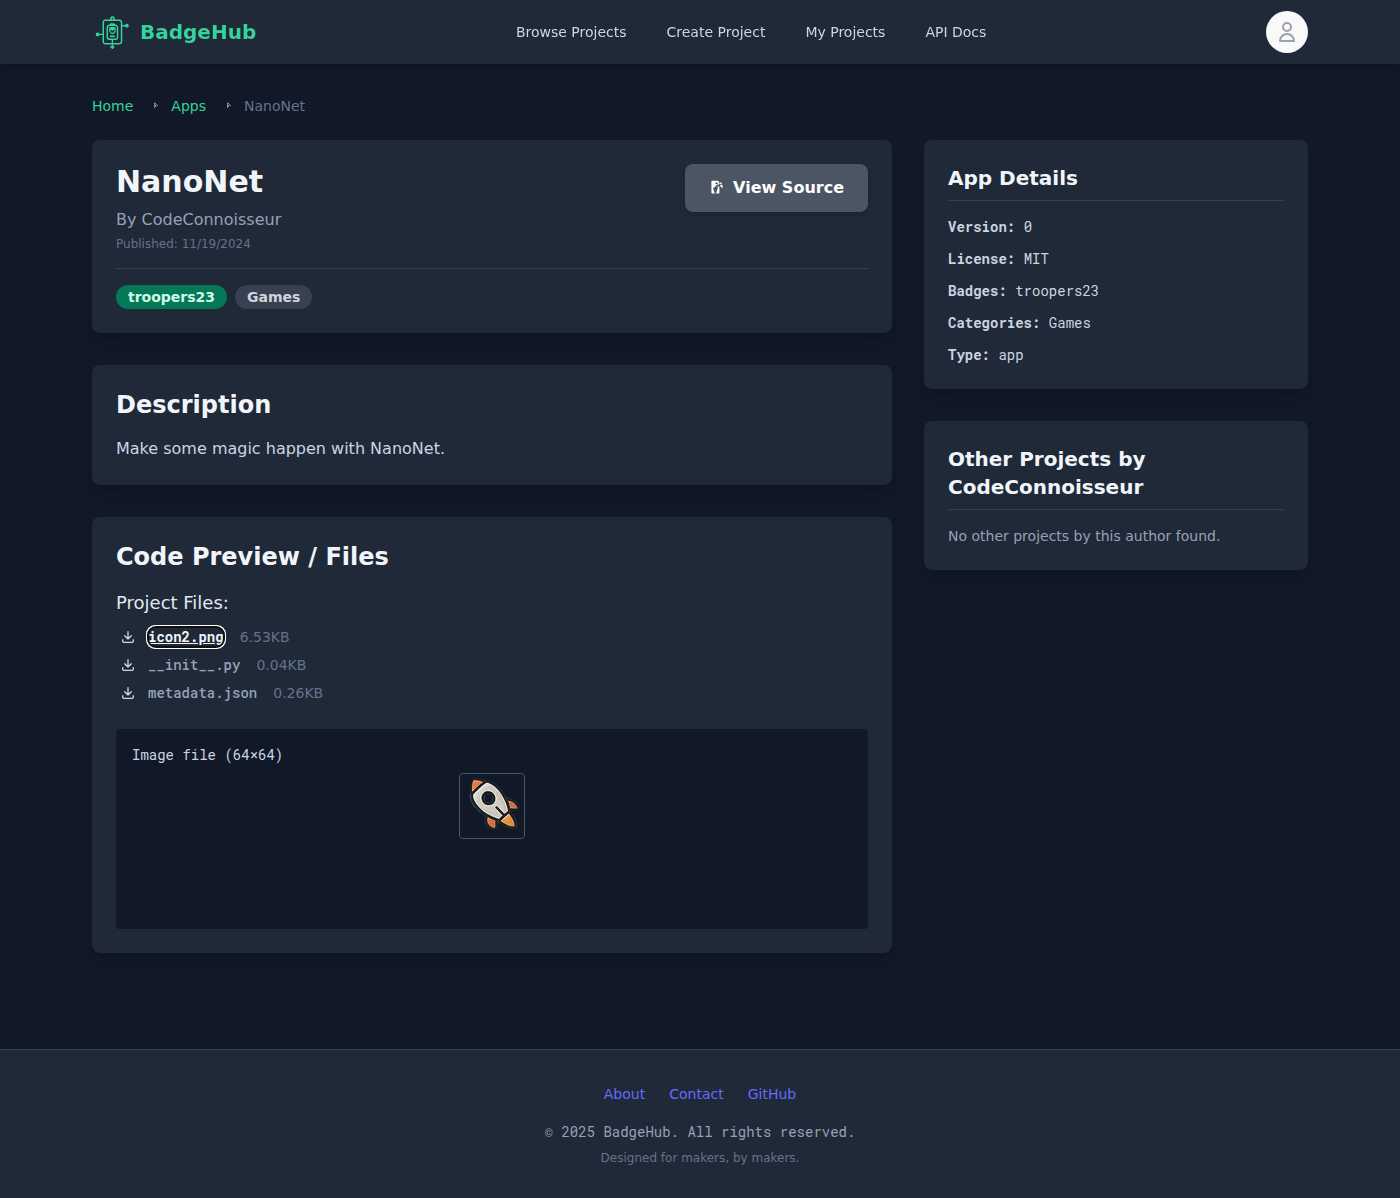 BadgeHub
Browse Projects
Create Project
My Projects
API Docs
Home
Apps
NanoNet
NanoNet
By CodeConnoisseur
Published: 11/19/2024
View Source
troopers23
Games
Description
Make some magic happen with NanoNet.
Code Preview / Files
Project Files:
icon2.png 6.53KB
__init__.py 0.04KB
metadata.json 0.26KB
Image file (64×64)
App Details
Version: 0
License: MIT
Badges: troopers23
Categories: Games
Type: app
Other Projects by
CodeConnoisseur
No other projects by this author found.
About
Contact
GitHub
© 2025 BadgeHub. All rights reserved.
Designed for makers, by makers.